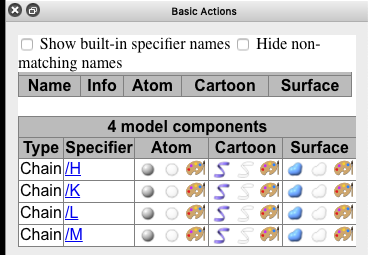 Basic Actions
Show built-in specifier names Hide non-
matching names
Name Info Atom Cartoon Surface
4 model components
Type Specifier Atom Cartoon Surface
Chain /H
Chain /K
Chain /L
Chain /M